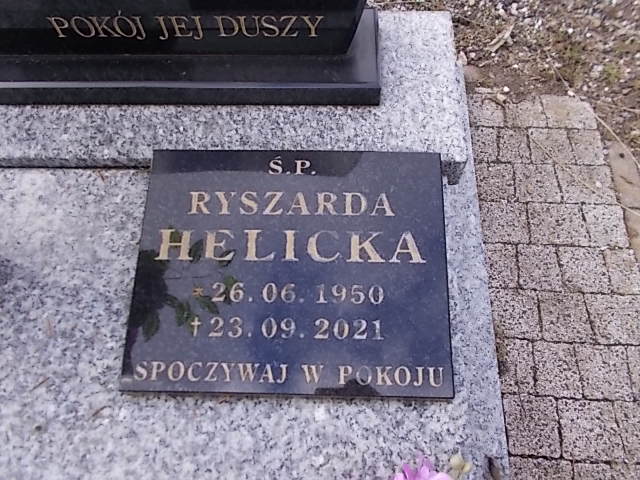 POKÓJ JEJ DUSZY
Ś.P.
RYSZARDA
HELICKA
* 26.06.1950
† 23.09.2021
SPOCZYWAJ W POKOJU